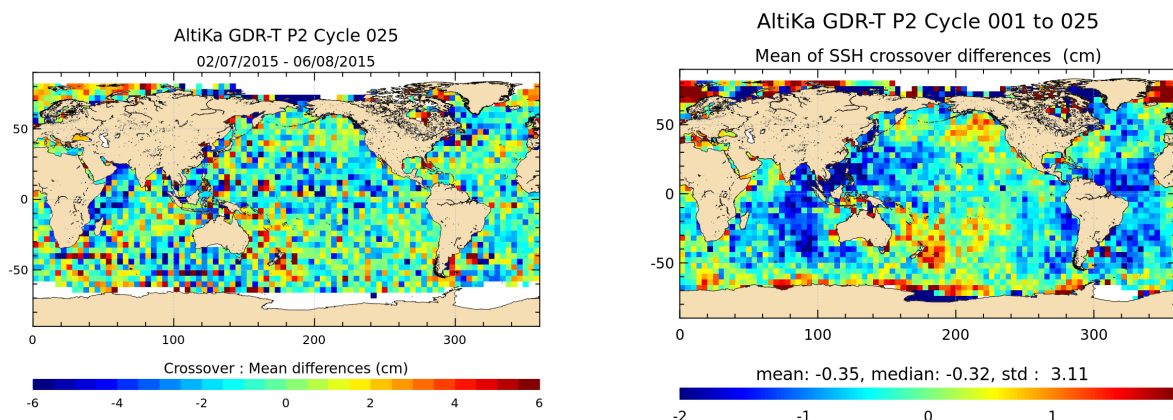 AltiKa GDR-T P2 Cycle 025
02/07/2015 - 06/08/2015
50
0
-50
0 100 200 300
Crossover : Mean differences (cm)
-6 -4 -2 0 2 4 6
AltiKa GDR-T P2 Cycle 001 to 025
Mean of SSH crossover differences (cm)
50
0
-50
0 100 200 300
mean: -0.35, median: -0.32, std : 3.11
-2 -1 0 1